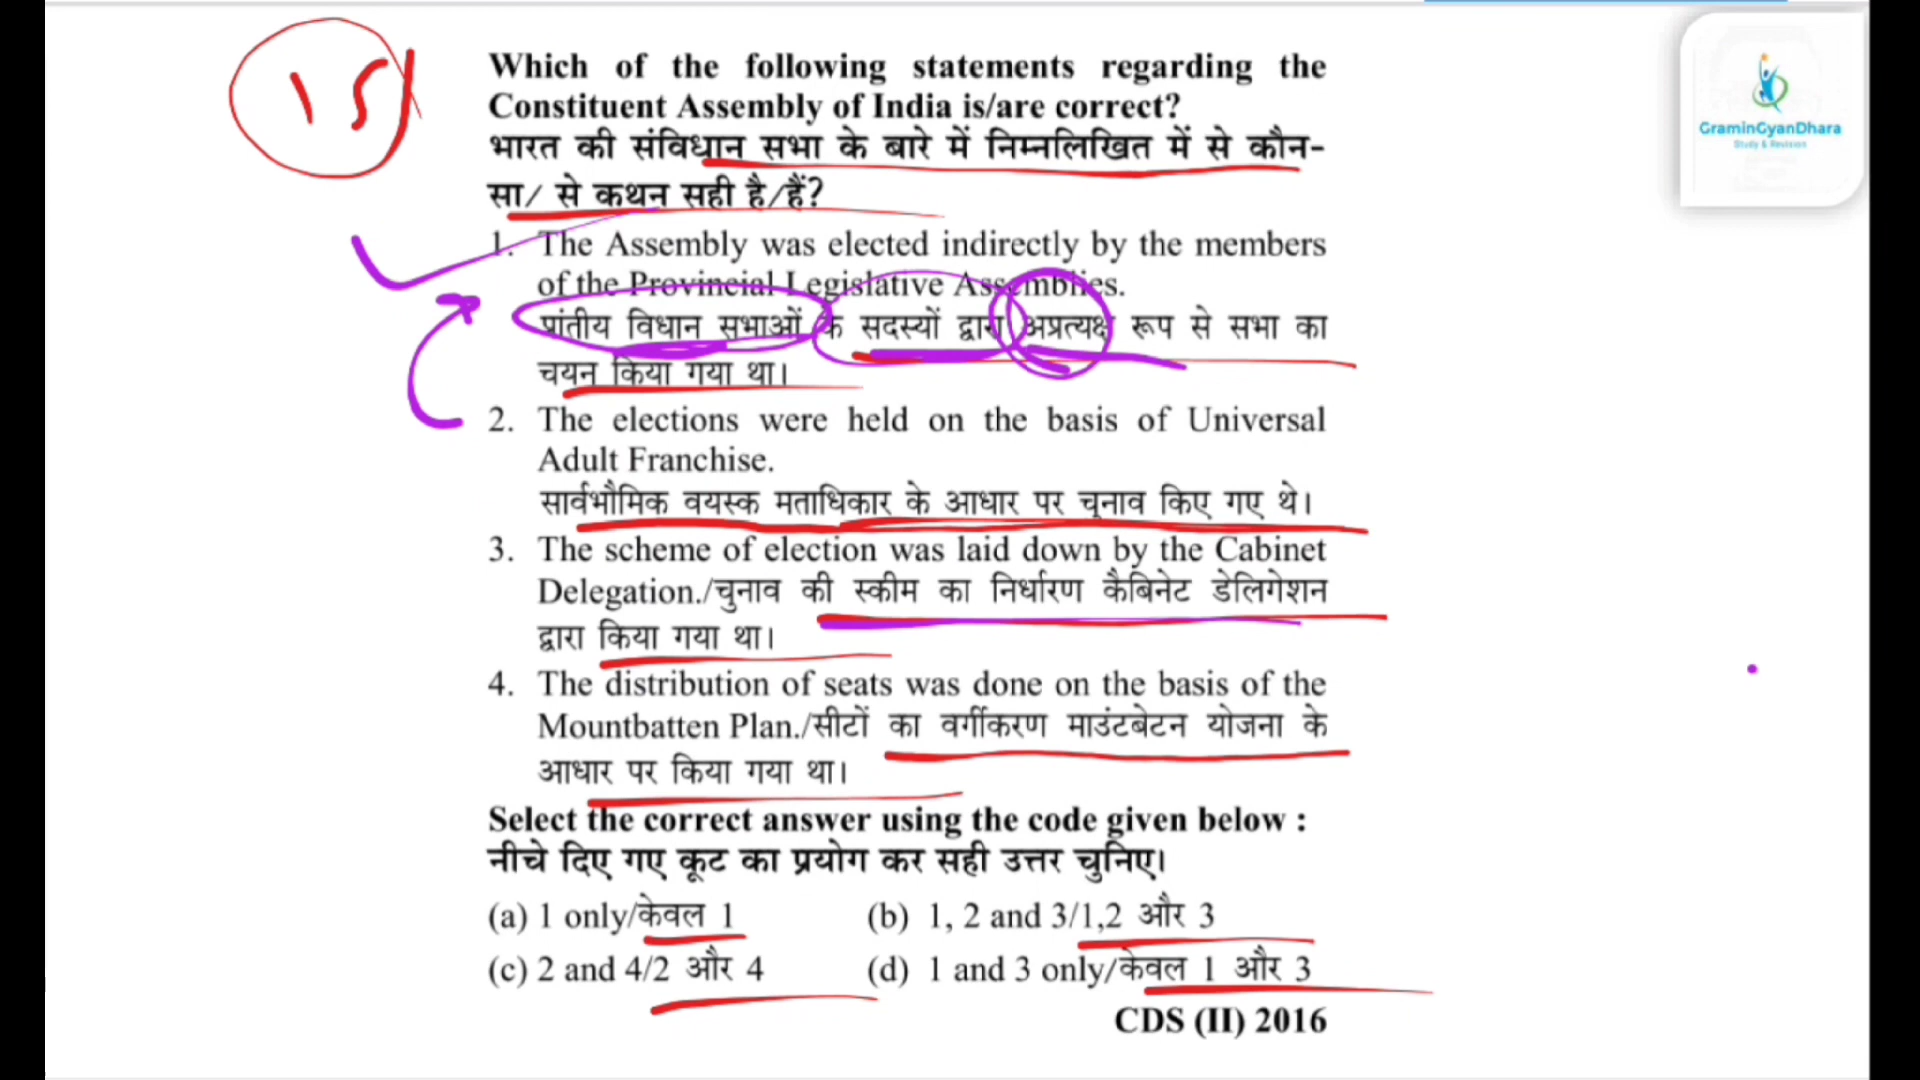 15
Which of the following statements regarding the
Constituent Assembly of India is/are correct?
भारत की संविधान सभा के बारे में निम्नलिखित में से कौन-
सा/ से कथन सही है/हैं?
1. The Assembly was elected indirectly by the members
of the Provincial Legislative Assemblies.
प्रांतीय विधान सभाओं के सदस्यों द्वारा अप्रत्यक्ष रूप से सभा का
चयन किया गया था।
2. The elections were held on the basis of Universal
Adult Franchise.
सार्वभौमिक वयस्क मताधिकार के आधार पर चुनाव किए गए थे।
3. The scheme of election was laid down by the Cabinet
Delegation./चुनाव की स्कीम का निर्धारण कैबिनेट डेलिगेशन
द्वारा किया गया था।
4. The distribution of seats was done on the basis of the
Mountbatten Plan./सीटों का वर्गीकरण माउंटबेटन योजना के
आधार पर किया गया था।
Select the correct answer using the code given below :
नीचे दिए गए कूट का प्रयोग कर सही उत्तर चुनिए।
(a) 1 only/केवल 1 (b) 1, 2 and 3/1,2 और 3
(c) 2 and 4/2 और 4 (d) 1 and 3 only/केवल 1 और 3
CDS (II) 2016
GraminGyanDhara
Study & Revision